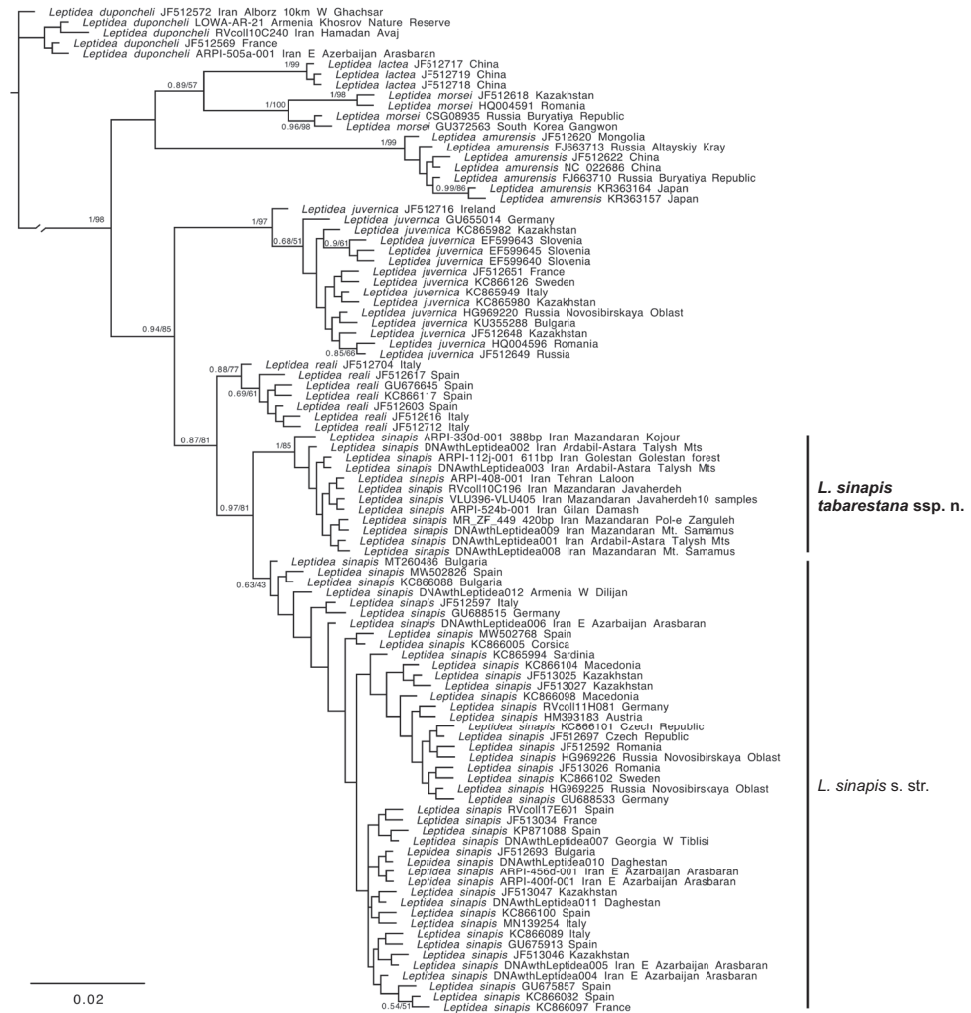 Leptidea duponcheli JF512572 Iran Alborz 10km W Ghachsar
Leptidea duponcheli LOWA-AR-21 Armenia Khosrov Nature Reserve
Leptidea duponcheli RVcoll10C240 Iran Hamadan Avaj
Leptidea duponcheli JF512569 France
Leptidea duponcheli ARPI-505a-001 Iran E Azerbaijan Arasbaran
1/99 Leptidea lactea JF512717 China
Leptidea lactea JF512719 China
0.89/57 Leptidea lactea JF512718 China
1/98 Leptidea morsei JF512618 Kazakhstan
1/100 Leptidea morsei HQ004591 Romania
Leptidea morsei CSG08935 Russia Buryatiya Republic
0.96/98 Leptidea morsei GU372563 South Korea Gangwon
Leptidea amurensis JF512620 Mongolia
1/99 Leptidea amurensis FJ663713 Russia Altayskiy Kray
Leptidea amurensis JF512622 China
Leptidea amurensis NC 022686 China
Leptidea amurensis FJ663710 Russia Buryatiya Republic
0.99/86 Leptidea amurensis KR363164 Japan
Leptidea amurensis KR363157 Japan
Leptidea juvernica JF512716 Ireland
1/98 1/97 Leptidea juvernica GU655014 Germany
Leptidea juvernica KC865982 Kazakhstan
0.68/51 0.9/61 Leptidea juvernica EF599643 Slovenia
Leptidea juvernica EF599645 Slovenia
Leptidea juvernica EF599640 Slovenia
Leptidea juvernica JF512651 France
Leptidea juvernica KC866126 Sweden
Leptidea juvernica KC865949 Italy
Leptidea juvernica KC865980 Kazakhstan
Leptidea juvernica HG969220 Russia Novosibirskaya Oblast
Leptidea juvernica KU355288 Bulgaria
0.94/85 Leptidea juvernica JF512648 Kazakhstan
Leptidea juvernica HQ004596 Romania
0.85/66 Leptidea juvernica JF512649 Russia
Leptidea reali JF512704 Italy
0.88/77 Leptidea reali JF512617 Spain
Leptidea reali GU676645 Spain
0.69/61 Leptidea reali KC866117 Spain
Leptidea reali JF512603 Spain
Leptidea reali JF512616 Italy
Leptidea reali JF512712 Italy
0.87/81 Leptidea sinapis ARPI-330d-001 388bp Iran Mazandaran Kojour
1/85 Leptidea sinapis DNAwthLeptidea002 Iran Ardabil-Astara Talysh Mts
Leptidea sinapis ARPI-112j-001 611bp Iran Golestan Golestan forest
Leptidea sinapis DNAwthLeptidea003 Iran Ardabil-Astara Talysh Mts
Leptidea sinapis ARPI-408-001 Iran Tehran Laloon
Leptidea sinapis RVcoll10C196 Iran Mazandaran Javaherdeh
Leptidea sinapis VLU396-VLU405 Iran Mazandaran Javaherdeh10 samples
0.97/81 Leptidea sinapis ARPI-524b-001 Iran Gilan Damash
Leptidea sinapis MR_ZF_449 420bp Iran Mazandaran Pol-e Zanguleh
Leptidea sinapis DNAwthLeptidea009 Iran Mazandaran Mt. Samamus
Leptidea sinapis DNAwthLeptidea001 Iran Ardabil-Astara Talysh Mts
Leptidea sinapis DNAwthLeptidea008 Iran Mazandaran Mt. Samamus
L. sinapis
tabarestana ssp. n.
Leptidea sinapis MT260486 Bulgaria
Leptidea sinapis MW502826 Spain
0.63/43 Leptidea sinapis KC866088 Bulgaria
Leptidea sinapis DNAwthLeptidea012 Armenia W Dilijan
Leptidea sinapis JF512597 Italy
Leptidea sinapis GU688515 Germany
Leptidea sinapis DNAwthLeptidea006 Iran E Azarbaijan Arasbaran
Leptidea sinapis MW502768 Spain
Leptidea sinapis KC866005 Corsica
Leptidea sinapis KC865994 Sardinia
Leptidea sinapis KC866104 Macedonia
Leptidea sinapis JF513025 Kazakhstan
Leptidea sinapis JF513027 Kazakhstan
Leptidea sinapis KC866098 Macedonia
Leptidea sinapis RVcoll11H081 Germany
Leptidea sinapis HM393183 Austria
Leptidea sinapis KC866101 Czech Republic
Leptidea sinapis JF512697 Czech Republic
Leptidea sinapis JF512592 Romania
Leptidea sinapis HG969226 Russia Novosibirskaya Oblast
Leptidea sinapis JF513026 Romania
Leptidea sinapis KC866102 Sweden
Leptidea sinapis HG969225 Russia Novosibirskaya Oblast
Leptidea sinapis GU688533 Germany
Leptidea sinapis RVcoll17E601 Spain
Leptidea sinapis JF513034 France
Leptidea sinapis KP871088 Spain
Leptidea sinapis DNAwthLeptidea007 Georgia W Tiblisi
Leptidea sinapis JF512693 Bulgaria
Leptidea sinapis DNAwthLeptidea010 Daghestan
Leptidea sinapis ARPI-456d-001 Iran E Azarbaijan Arasbaran
Leptidea sinapis ARPI-400f-001 Iran E Azarbaijan Arasbaran
Leptidea sinapis JF513047 Kazakhstan
Leptidea sinapis DNAwthLeptidea011 Daghestan
Leptidea sinapis KC866100 Spain
Leptidea sinapis MN139254 Italy
Leptidea sinapis KC866089 Italy
Leptidea sinapis GU675913 Spain
Leptidea sinapis JF513046 Kazakhstan
Leptidea sinapis DNAwthLeptidea005 Iran E Azarbaijan Arasbaran
Leptidea sinapis DNAwthLeptidea004 Iran E Azarbaijan Arasbaran
Leptidea sinapis GU675857 Spain
Leptidea sinapis KC866082 Spain
0.54/51 Leptidea sinapis KC866097 France
L. sinapis s. str.
0.02